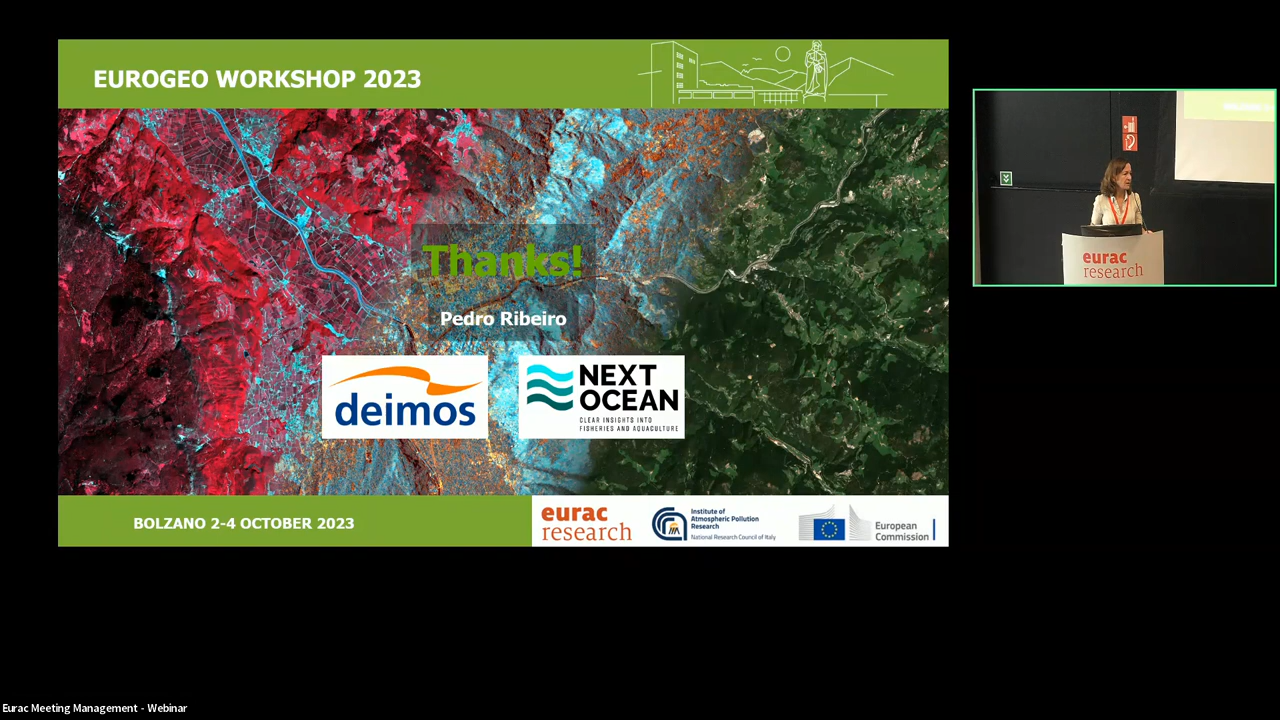 EUROGEO WORKSHOP 2023
Thanks!
Pedro Ribeiro
deimos
NEXT
OCEAN
CLEAR INSIGHTS INTO
FISHERIES AND AQUACULTURE
BOLZANO 2-4 OCTOBER 2023
eurac
research
Institute of
Atmospheric Pollution
Research
National Research Council of Italy
European
Commission
eurac
research
Eurac Meeting Management - Webinar